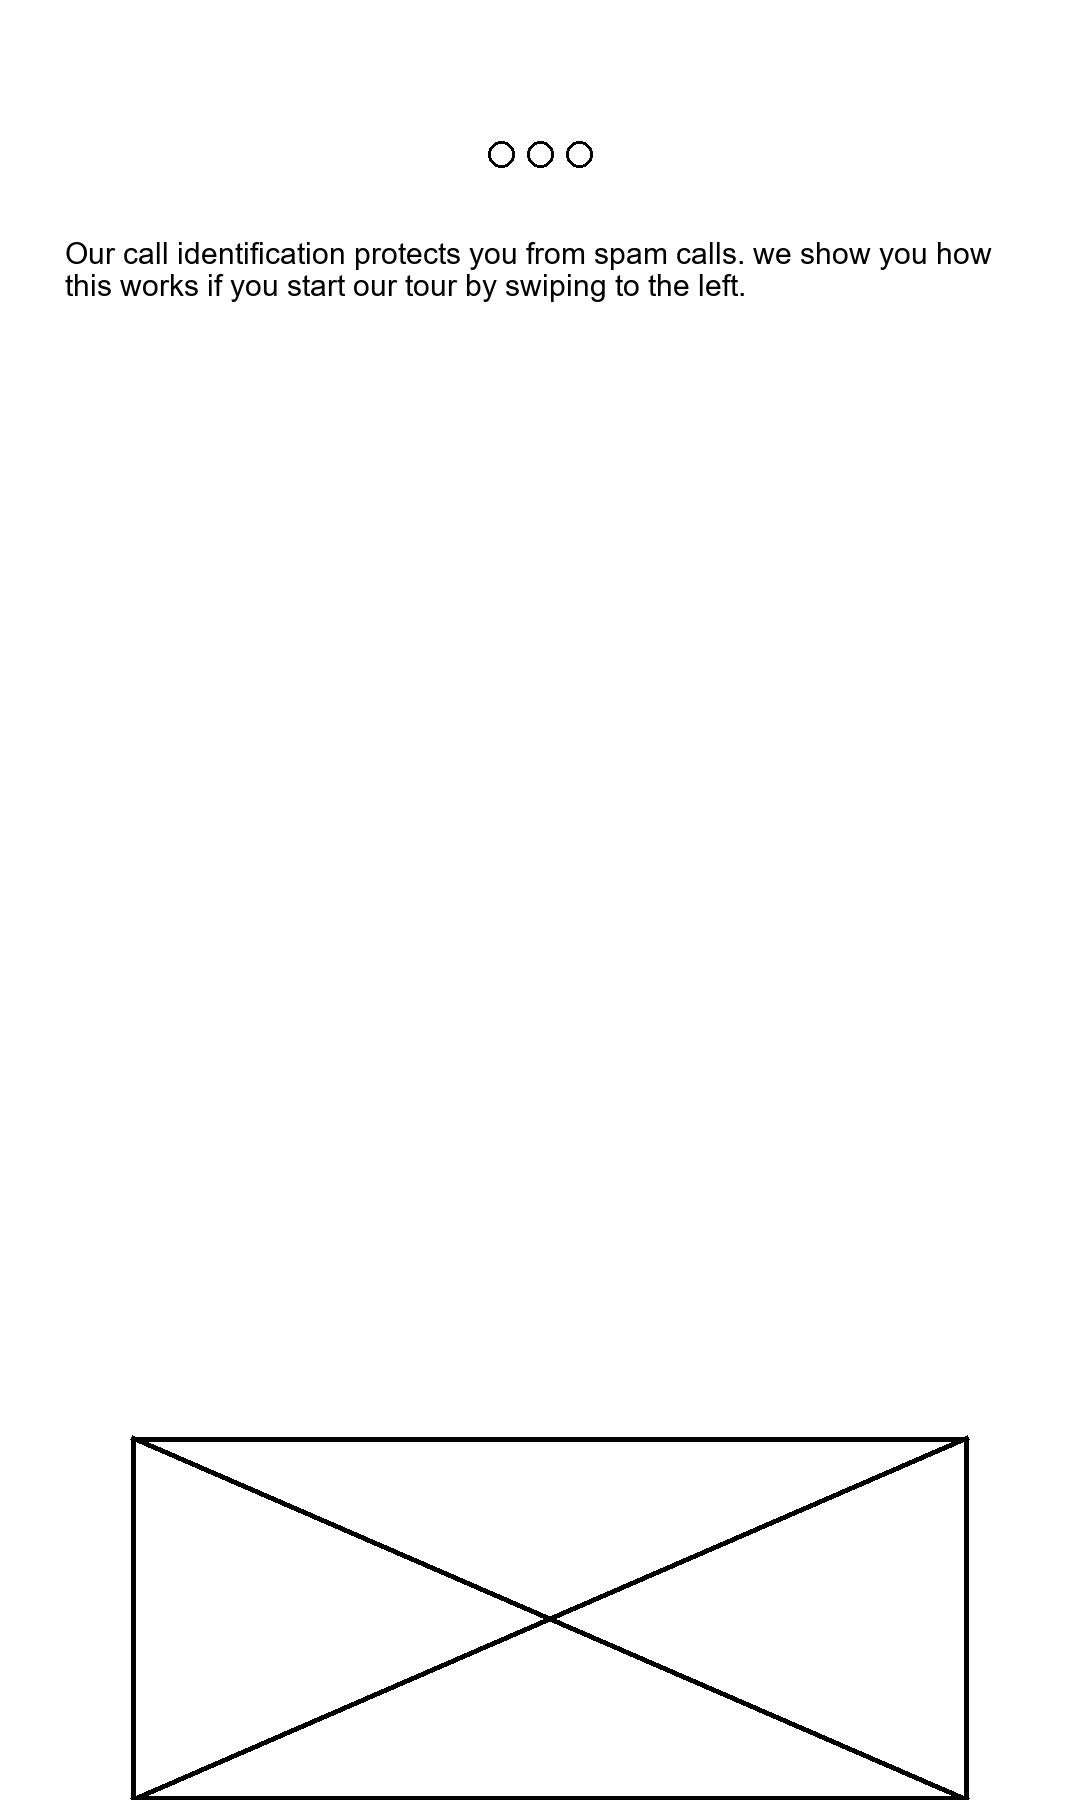 Our call identification protects you from spam calls. we show you how
this works if you start our tour by swiping to the left.